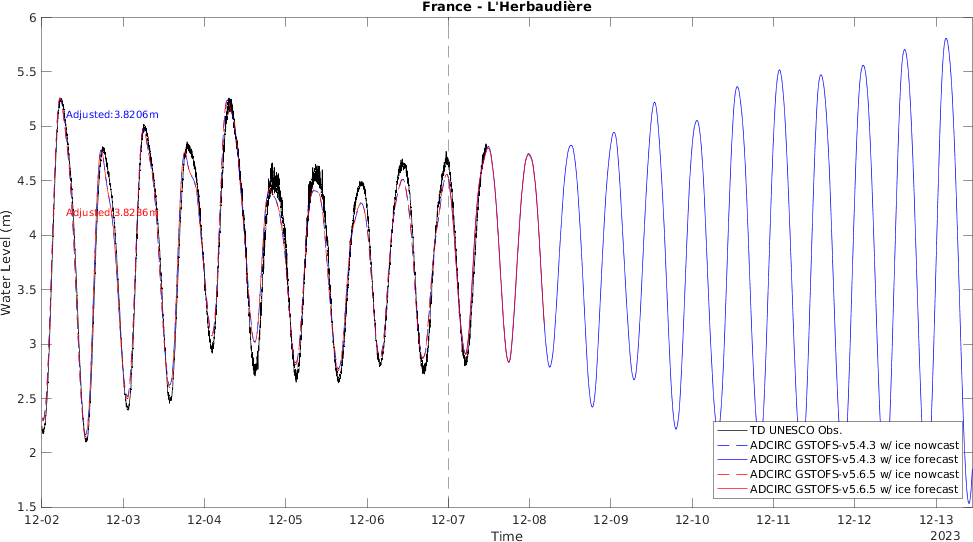 France - L'Herbaudière
Water Level (m)
6
5.5
5
4.5
4
3.5
3
2.5
2
1.5
Adjusted:3.8206m
Adjusted:3.8236m
TD UNESCO Obs.
ADCIRC GSTOFS-v5.4.3 w/ ice nowcast
ADCIRC GSTOFS-v5.4.3 w/ ice forecast
ADCIRC GSTOFS-v5.6.5 w/ ice nowcast
ADCIRC GSTOFS-v5.6.5 w/ ice forecast
12-02 12-03 12-04 12-05 12-06 12-07 12-08 12-09 12-10 12-11 12-12 12-13
2023
Time